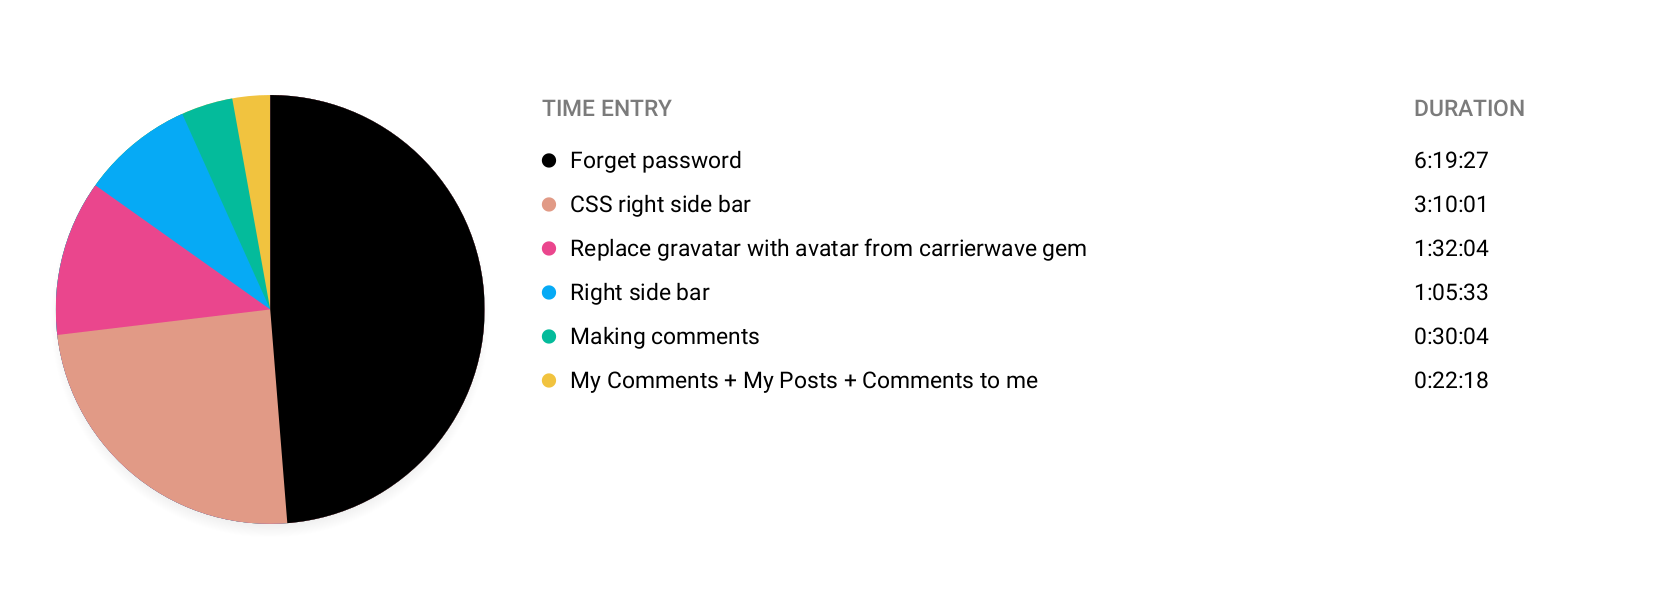 TIME ENTRY DURATION
Forget password 6:19:27
CSS right side bar 3:10:01
Replace gravatar with avatar from carrierwave gem 1:32:04
Right side bar 1:05:33
Making comments 0:30:04
My Comments + My Posts + Comments to me 0:22:18